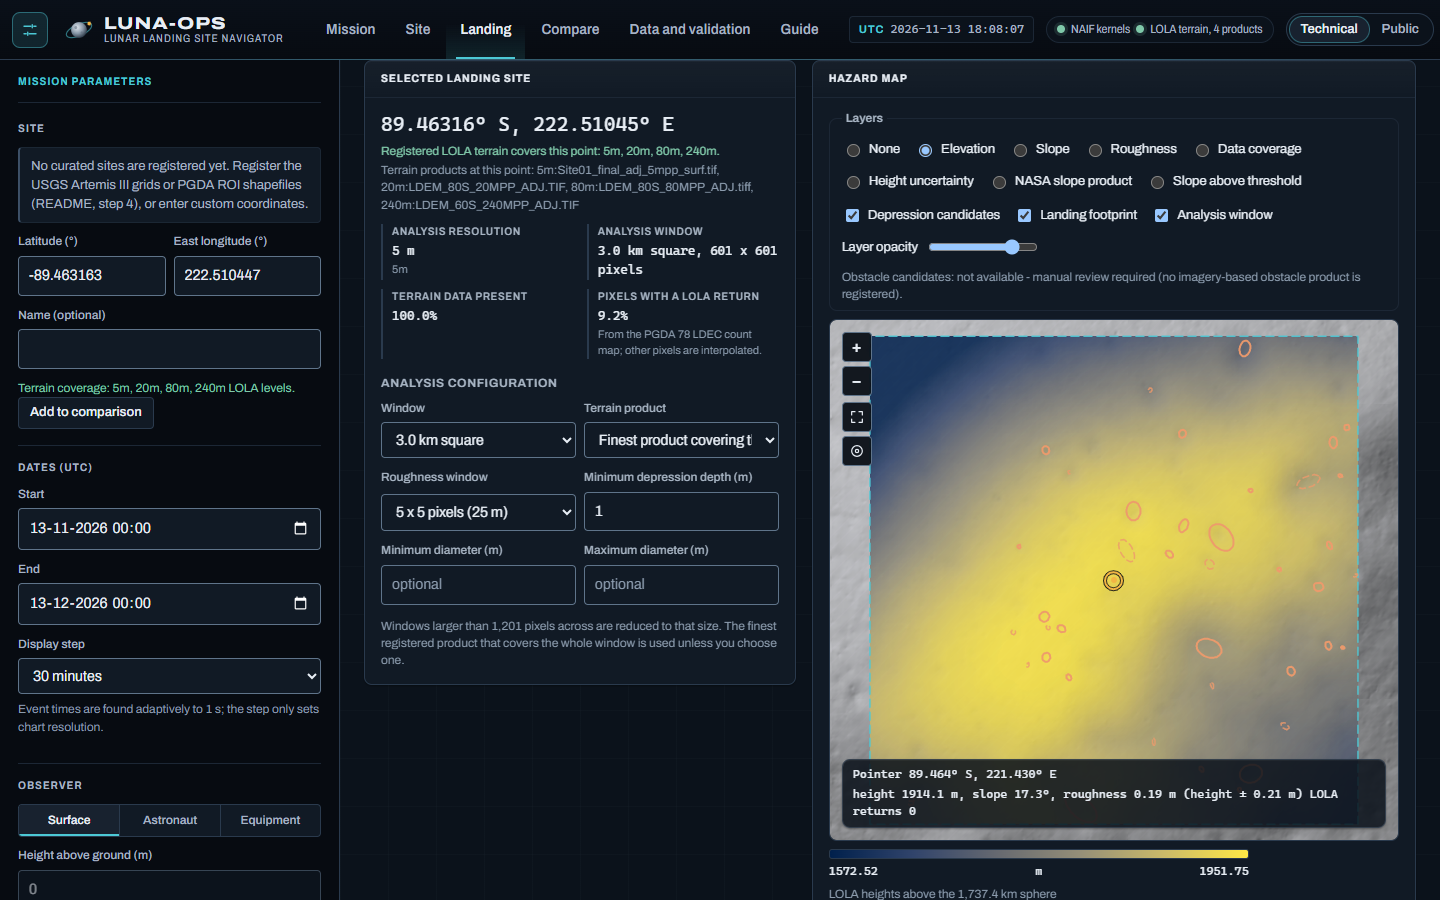 LUNA-OPS
LUNAR LANDING SITE NAVIGATOR
Mission
Site
Landing
Compare
Data and validation
Guide
UTC 2026-11-13 18:08:07
NAIF kernels
LOLA terrain, 4 products
Technical
Public
MISSION PARAMETERS
SITE
No curated sites are registered yet. Register the
USGS Artemis III grids or PGDA ROI shapefiles
(README, step 4), or enter custom coordinates.
Latitude (°)
East longitude (°)
-89.463163
222.510447
Name (optional)
Terrain coverage: 5m, 20m, 80m, 240m LOLA levels.
Add to comparison
DATES (UTC)
Start
13-11-2026 00:00
End
13-12-2026 00:00
Display step
30 minutes
Event times are found adaptively to 1 s; the step only sets
chart resolution.
OBSERVER
Surface
Astronaut
Equipment
Height above ground (m)
0
SELECTED LANDING SITE
89.46316° S, 222.51045° E
Registered LOLA terrain covers this point: 5m, 20m, 80m, 240m.
Terrain products at this point: 5m:Site01_final_adj_5mpp_surf.tif,
20m:LDEM_80S_20MPP_ADJ.TIF, 80m:LDEM_80S_80MPP_ADJ.tiff,
240m:LDEM_60S_240MPP_ADJ.TIF
ANALYSIS RESOLUTION
5 m
5m
ANALYSIS WINDOW
3.0 km square, 601 x 601
pixels
TERRAIN DATA PRESENT
100.0%
PIXELS WITH A LOLA RETURN
9.2%
From the PGDA 78 LDEC count
map; other pixels are interpolated.
ANALYSIS CONFIGURATION
Window
Terrain product
3.0 km square
Finest product covering t
Roughness window
Minimum depression depth (m)
5 x 5 pixels (25 m)
1
Minimum diameter (m)
Maximum diameter (m)
optional
optional
Windows larger than 1,201 pixels across are reduced to that size. The finest
registered product that covers the whole window is used unless you choose
one.
HAZARD MAP
Layers
None
Elevation
Slope
Roughness
Data coverage
Height uncertainty
NASA slope product
Slope above threshold
Depression candidates
Landing footprint
Analysis window
Layer opacity
Obstacle candidates: not available - manual review required (no imagery-based obstacle product is
registered).
+
−
Pointer 89.464° S, 221.430° E
height 1914.1 m, slope 17.3°, roughness 0.19 m (height ± 0.21 m) LOLA
returns 0
1572.52
m
1951.75
LOLA heights above the 1,737.4 km sphere